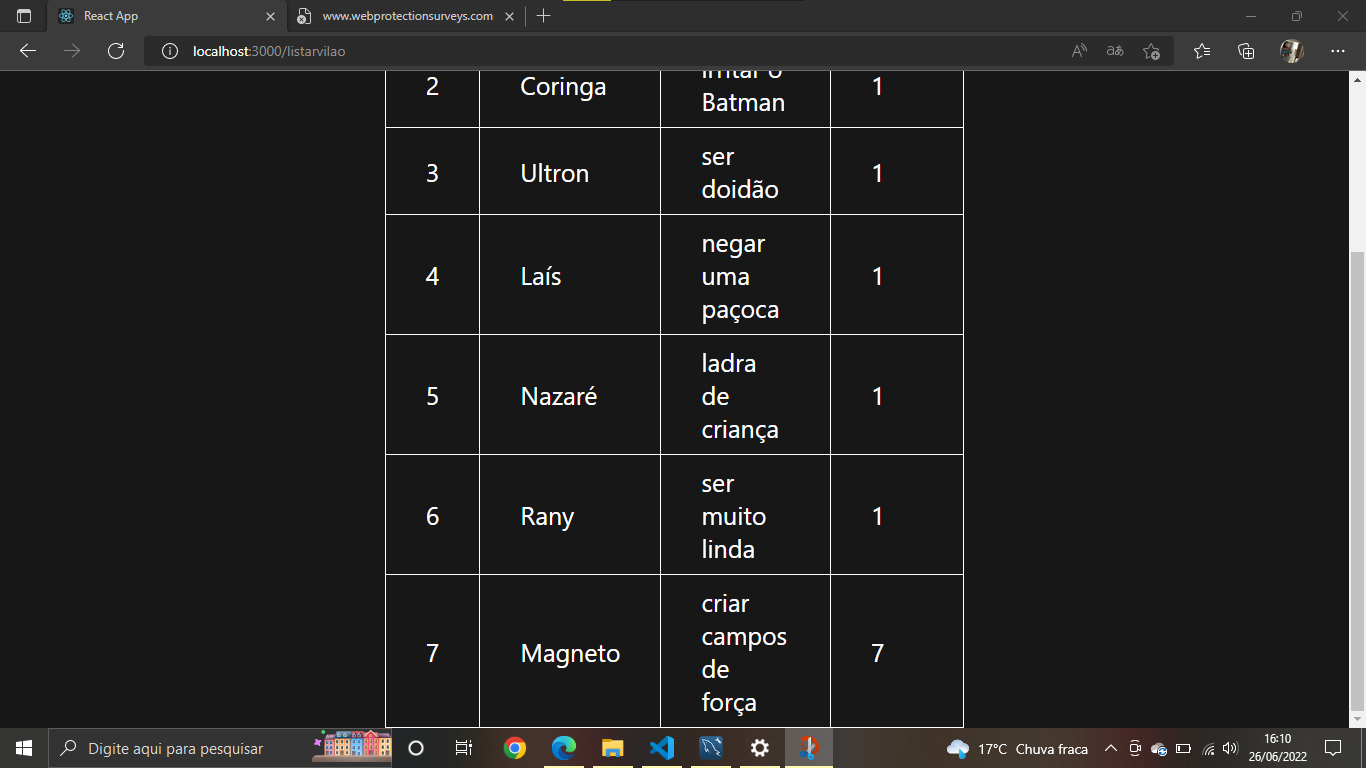 React App
www.webprotectionsurveys.com
localhost:3000/listarvilao
2 Coringa irritar o Batman 1
3 Ultron ser doidão 1
4 Laís negar uma paçoca 1
5 Nazaré ladra de criança 1
6 Rany ser muito linda 1
7 Magneto criar campos de força 7
Digite aqui para pesquisar
17°C Chuva fraca
16:10
26/06/2022